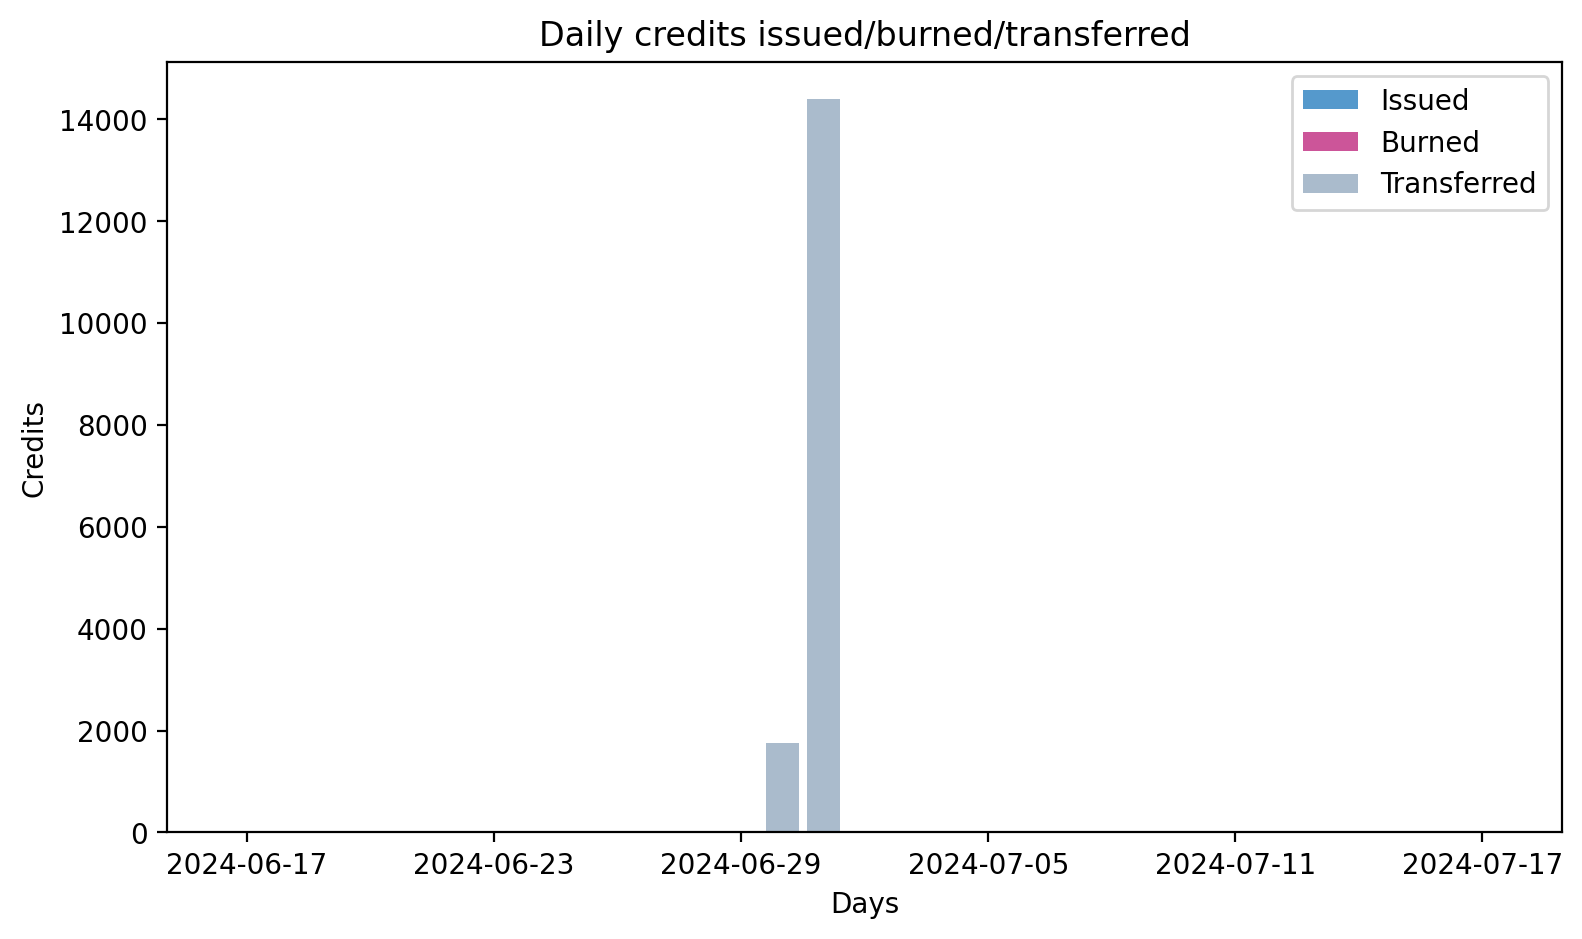 Daily credits issued/burned/transferred
Issued
Burned
Transferred
14000
12000
10000
8000
6000
4000
2000
0
Credits
2024-06-17
2024-06-23
2024-06-29
2024-07-05
2024-07-11
2024-07-17
Days